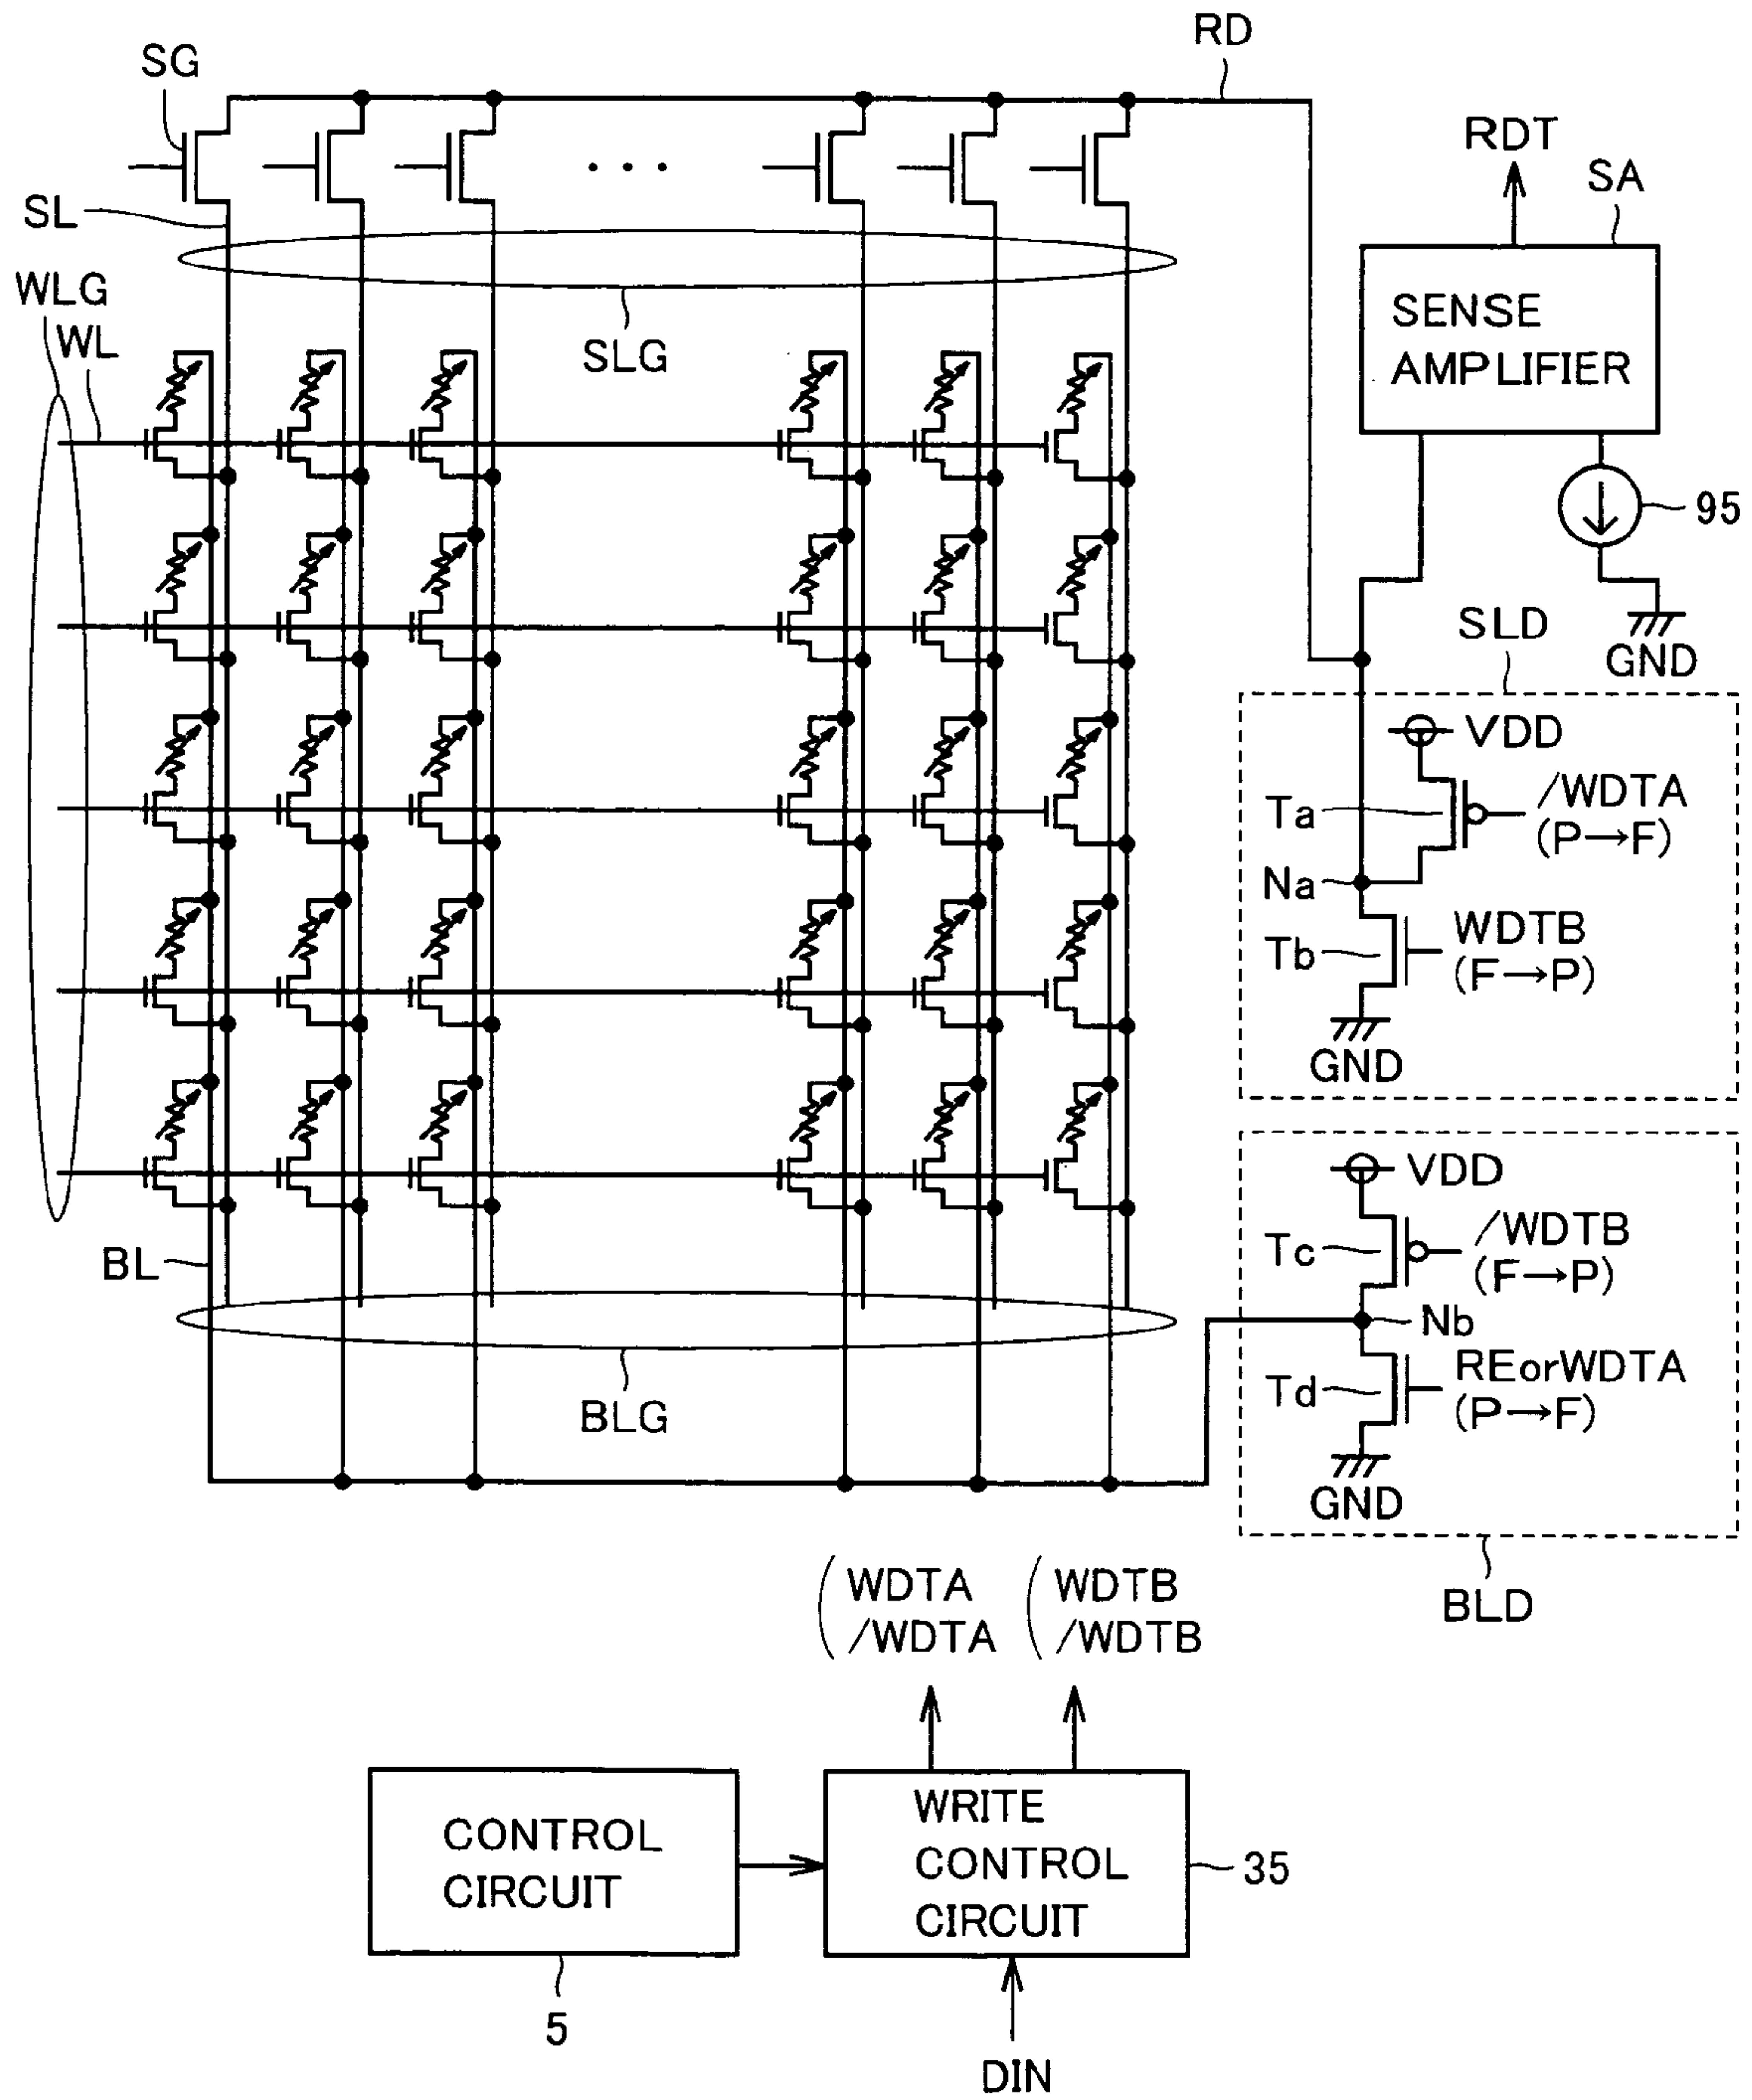 RD
SG
RDT
SA
SL
WLG
WL
SLG
SENSE
AMPLIFIER
95
SLD
GND
VDD
Ta
/WDTA
(P→F)
Na
Tb
WDTB
(F→P)
GND
VDD
Tc
/WDTB
(F→P)
BL
Nb
Td
REorWDTA
(P→F)
BLG
GND
BLD
(WDTA
/WDTA
(WDTB
/WDTB
CONTROL
CIRCUIT
5
WRITE
CONTROL
CIRCUIT
35
DIN